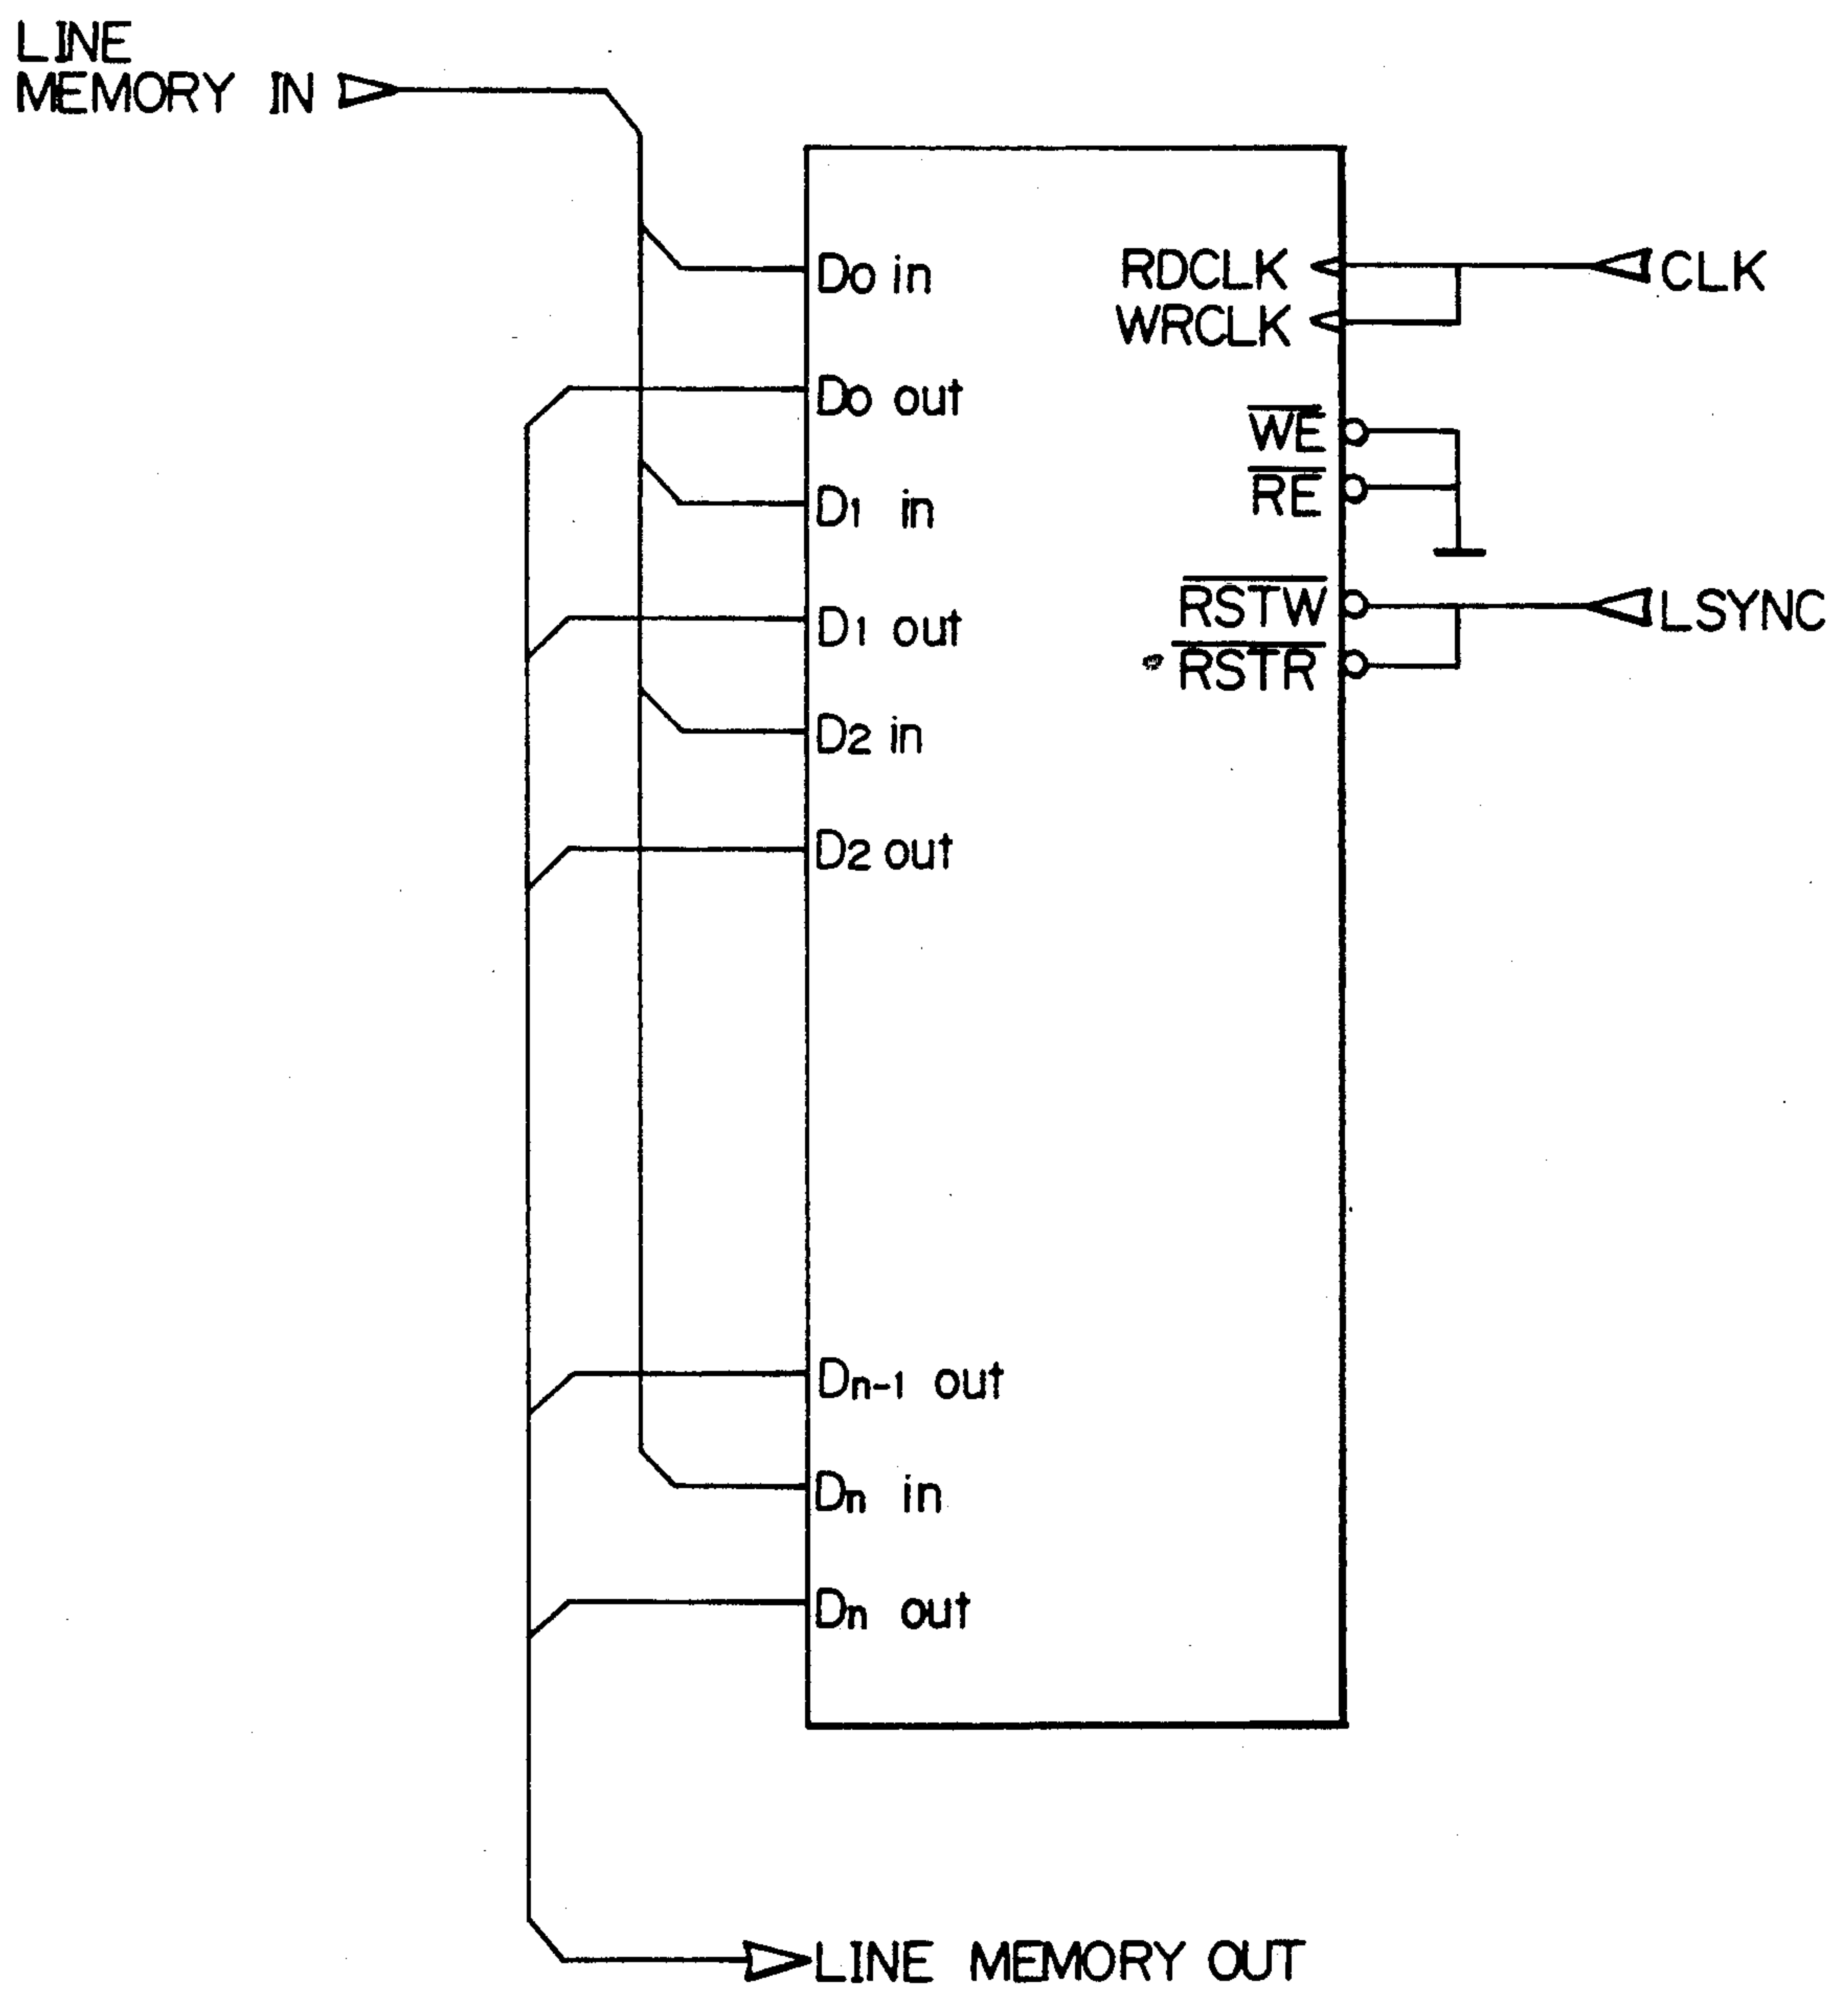 LINE
MEMORY IN
Do in
Do out
D1 in
D1 out
D2 in
D2 out
Dn-1 out
Dn in
Dn out
RDCLK
WRCLK
WE
RE
RSTW
RSTR
CLK
LSYNC
LINE MEMORY OUT